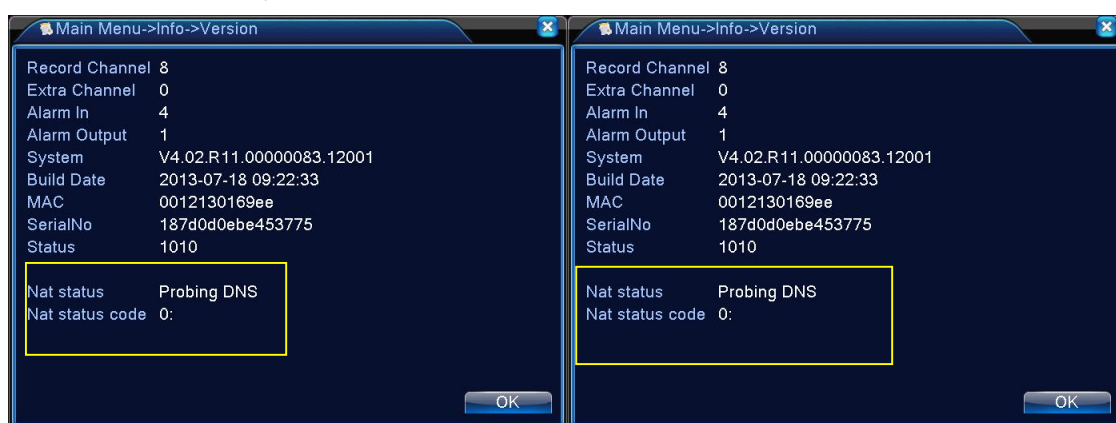 Main Menu->Info->Version
Record Channel 8
Extra Channel 0
Alarm In 4
Alarm Output 1
System V4.02.R11.00000083.12001
Build Date 2013-07-18 09:22:33
MAC 0012130169ee
SerialNo 187d0d0ebe453775
Status 1010
Nat status Probing DNS
Nat status code 0:
OK
Main Menu->Info->Version
Record Channel 8
Extra Channel 0
Alarm In 4
Alarm Output 1
System V4.02.R11.00000083.12001
Build Date 2013-07-18 09:22:33
MAC 0012130169ee
SerialNo 187d0d0ebe453775
Status 1010
Nat status Probing DNS
Nat status code 0:
OK